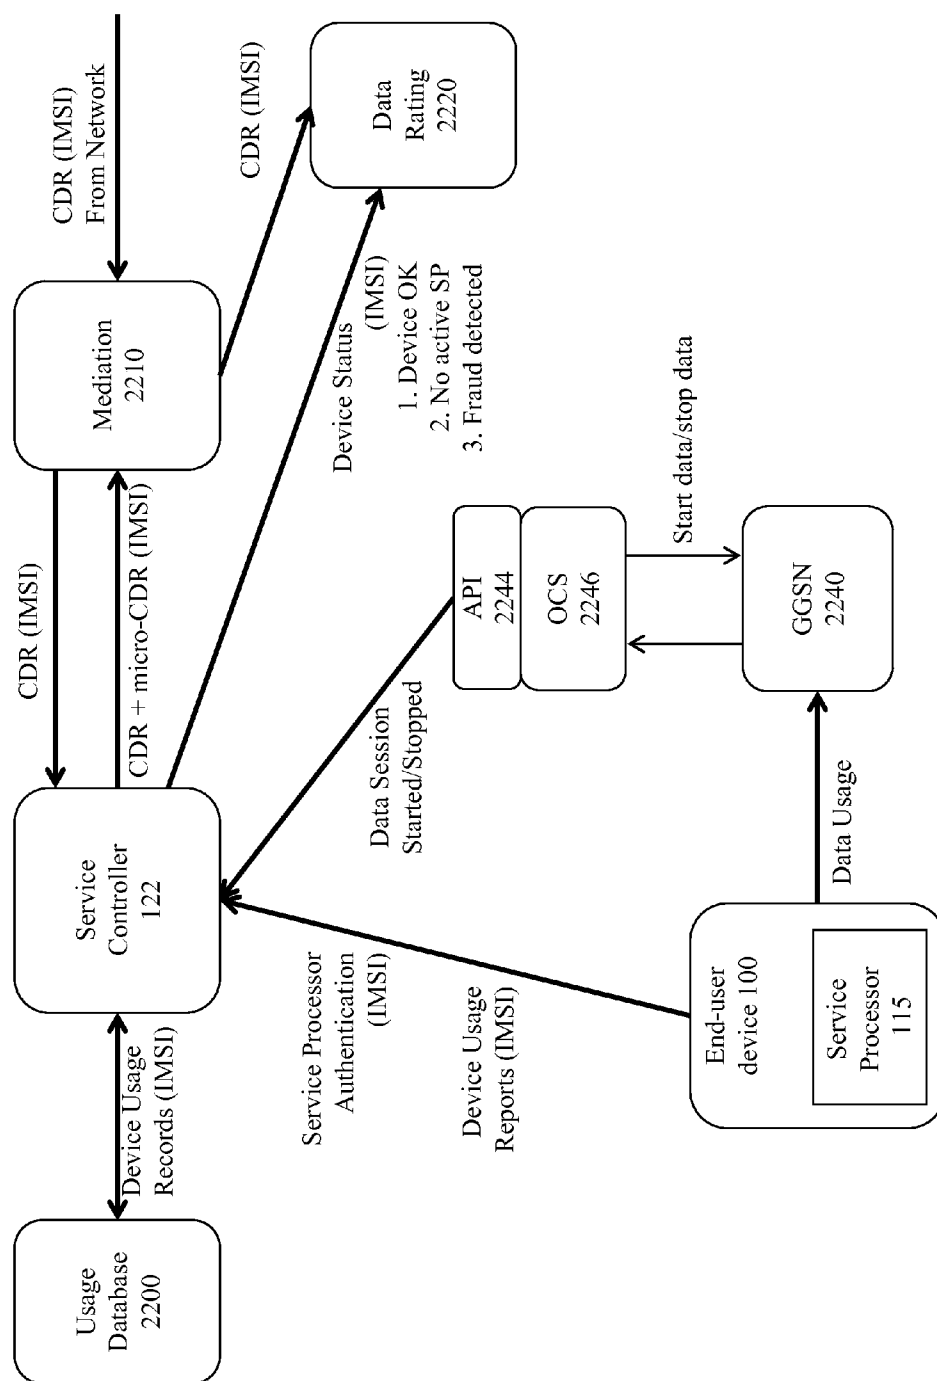 Usage
Database
2200
Device Usage
Records (IMSI)
Service
Controller
122
CDR (IMSI)
CDR + micro-CDR (IMSI)
Mediation
2210
CDR (IMSI)
From Network
CDR (IMSI)
Data
Rating
2220
Device Status
(IMSI)
1. Device OK
2. No active SP
3. Fraud detected
Service Processor
Authentication
(IMSI)
Device Usage
Reports (IMSI)
Data Session
Started/Stopped
API
2244
OCS
2246
Start data/stop data
GGSN
2240
Data Usage
End-user
device 100
Service
Processor
115